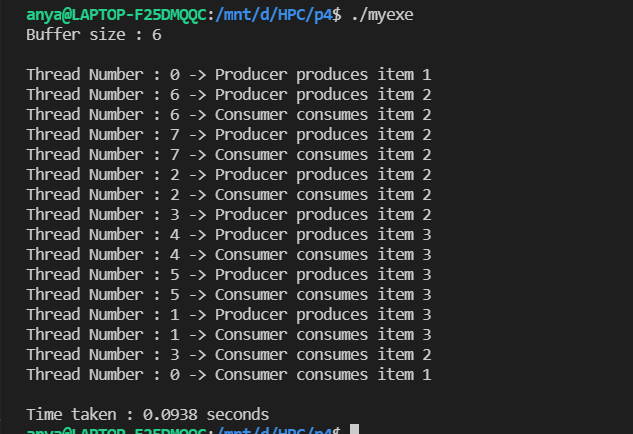 anya@LAPTOP-F25DMQQC:/mnt/d/HPC/p4$ ./myexe
Buffer size : 6
Thread Number : 0 -> Producer produces item 1
Thread Number : 6 -> Producer produces item 2
Thread Number : 6 -> Consumer consumes item 2
Thread Number : 7 -> Producer produces item 2
Thread Number : 7 -> Consumer consumes item 2
Thread Number : 2 -> Producer produces item 2
Thread Number : 2 -> Consumer consumes item 2
Thread Number : 3 -> Producer produces item 2
Thread Number : 4 -> Producer produces item 3
Thread Number : 4 -> Consumer consumes item 3
Thread Number : 5 -> Producer produces item 3
Thread Number : 5 -> Consumer consumes item 3
Thread Number : 1 -> Producer produces item 3
Thread Number : 1 -> Consumer consumes item 3
Thread Number : 3 -> Consumer consumes item 2
Thread Number : 0 -> Consumer consumes item 1
Time taken : 0.0938 seconds
anya@LAPTOP-F25DMQQC:/mnt/d/HPC/p4$